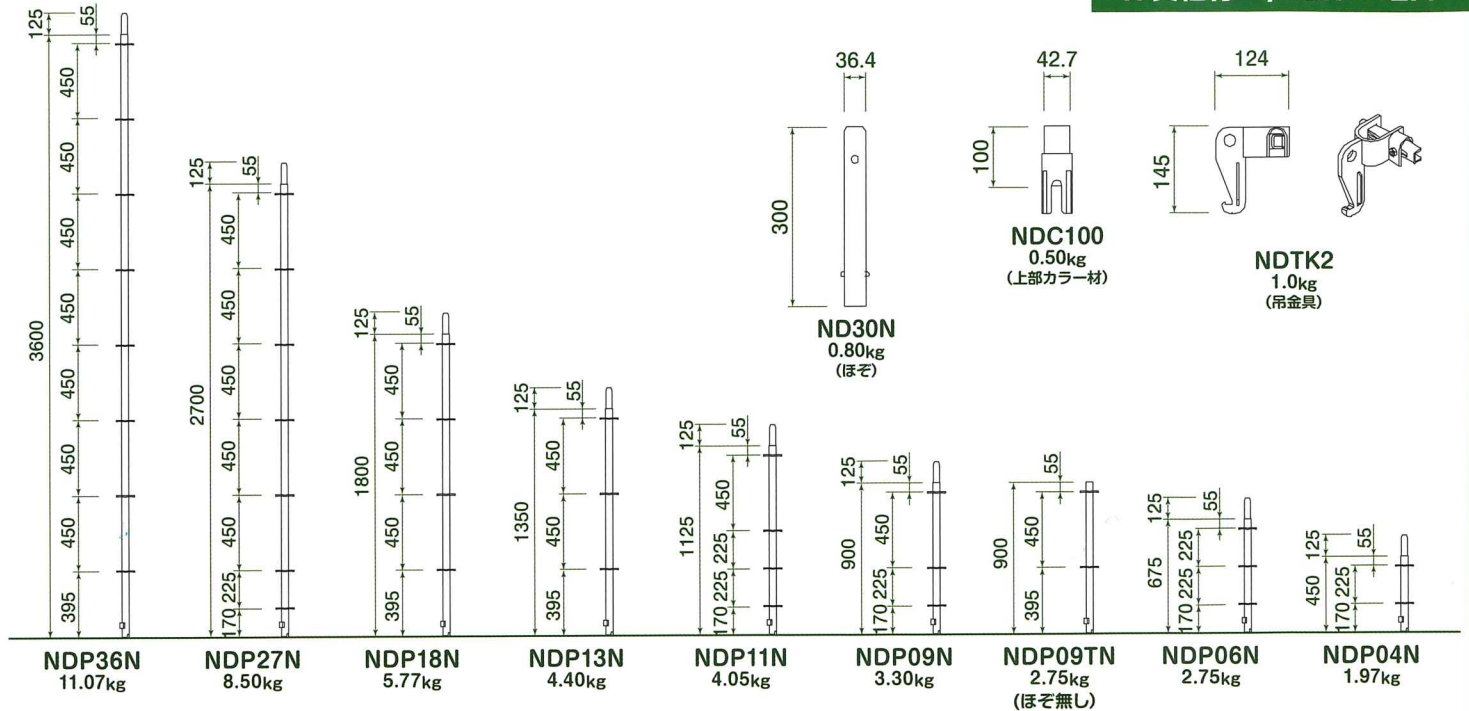 125
55
450
450
450
450
450
450
450
395
3600
NDP36N
11.07kg
125
55
450
450
450
450
450
225
170
2700
NDP27N
8.50kg
125
55
450
450
450
395
1800
NDP18N
5.77kg
125
55
450
450
395
1350
NDP13N
4.40kg
125
55
450
225
225
170
1125
NDP11N
4.05kg
125
55
450
225
170
900
NDP09N
3.30kg
55
450
395
900
NDP09TN
2.75kg
(ほぞ無し)
125
55
225
225
170
675
NDP06N
2.75kg
125
55
225
170
450
NDP04N
1.97kg
36.4
300
ND30N
0.80kg
(ほぞ)
42.7
100
NDC100
0.50kg
(上部カラー材)
124
145
NDTK2
1.0kg
(吊金具)